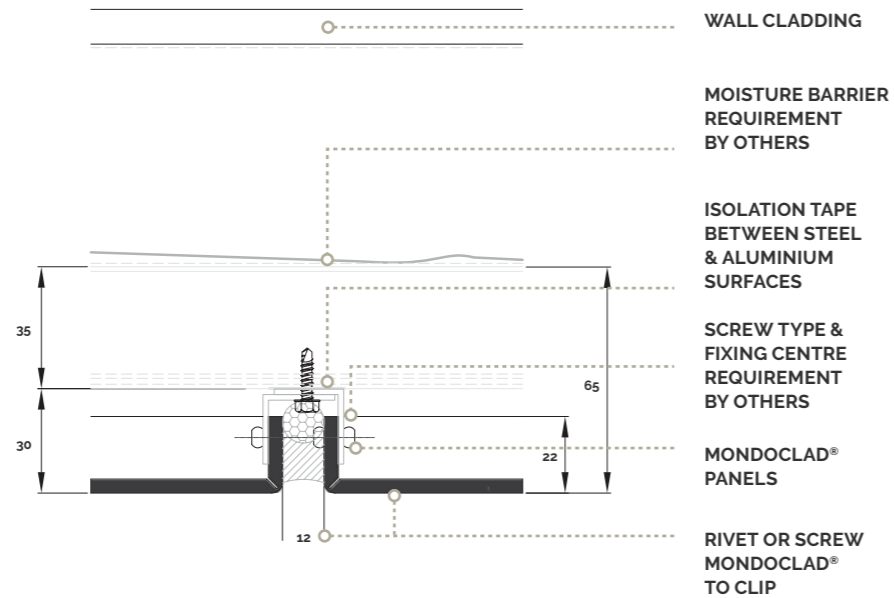 WALL CLADDING
MOISTURE BARRIER
REQUIREMENT
BY OTHERS
ISOLATION TAPE
BETWEEN STEEL
& ALUMINIUM
SURFACES
SCREW TYPE &
FIXING CENTRE
REQUIREMENT
BY OTHERS
MONDOCLAD®
PANELS
RIVET OR SCREW
MONDOCLAD®
TO CLIP
35
30
65
22
12